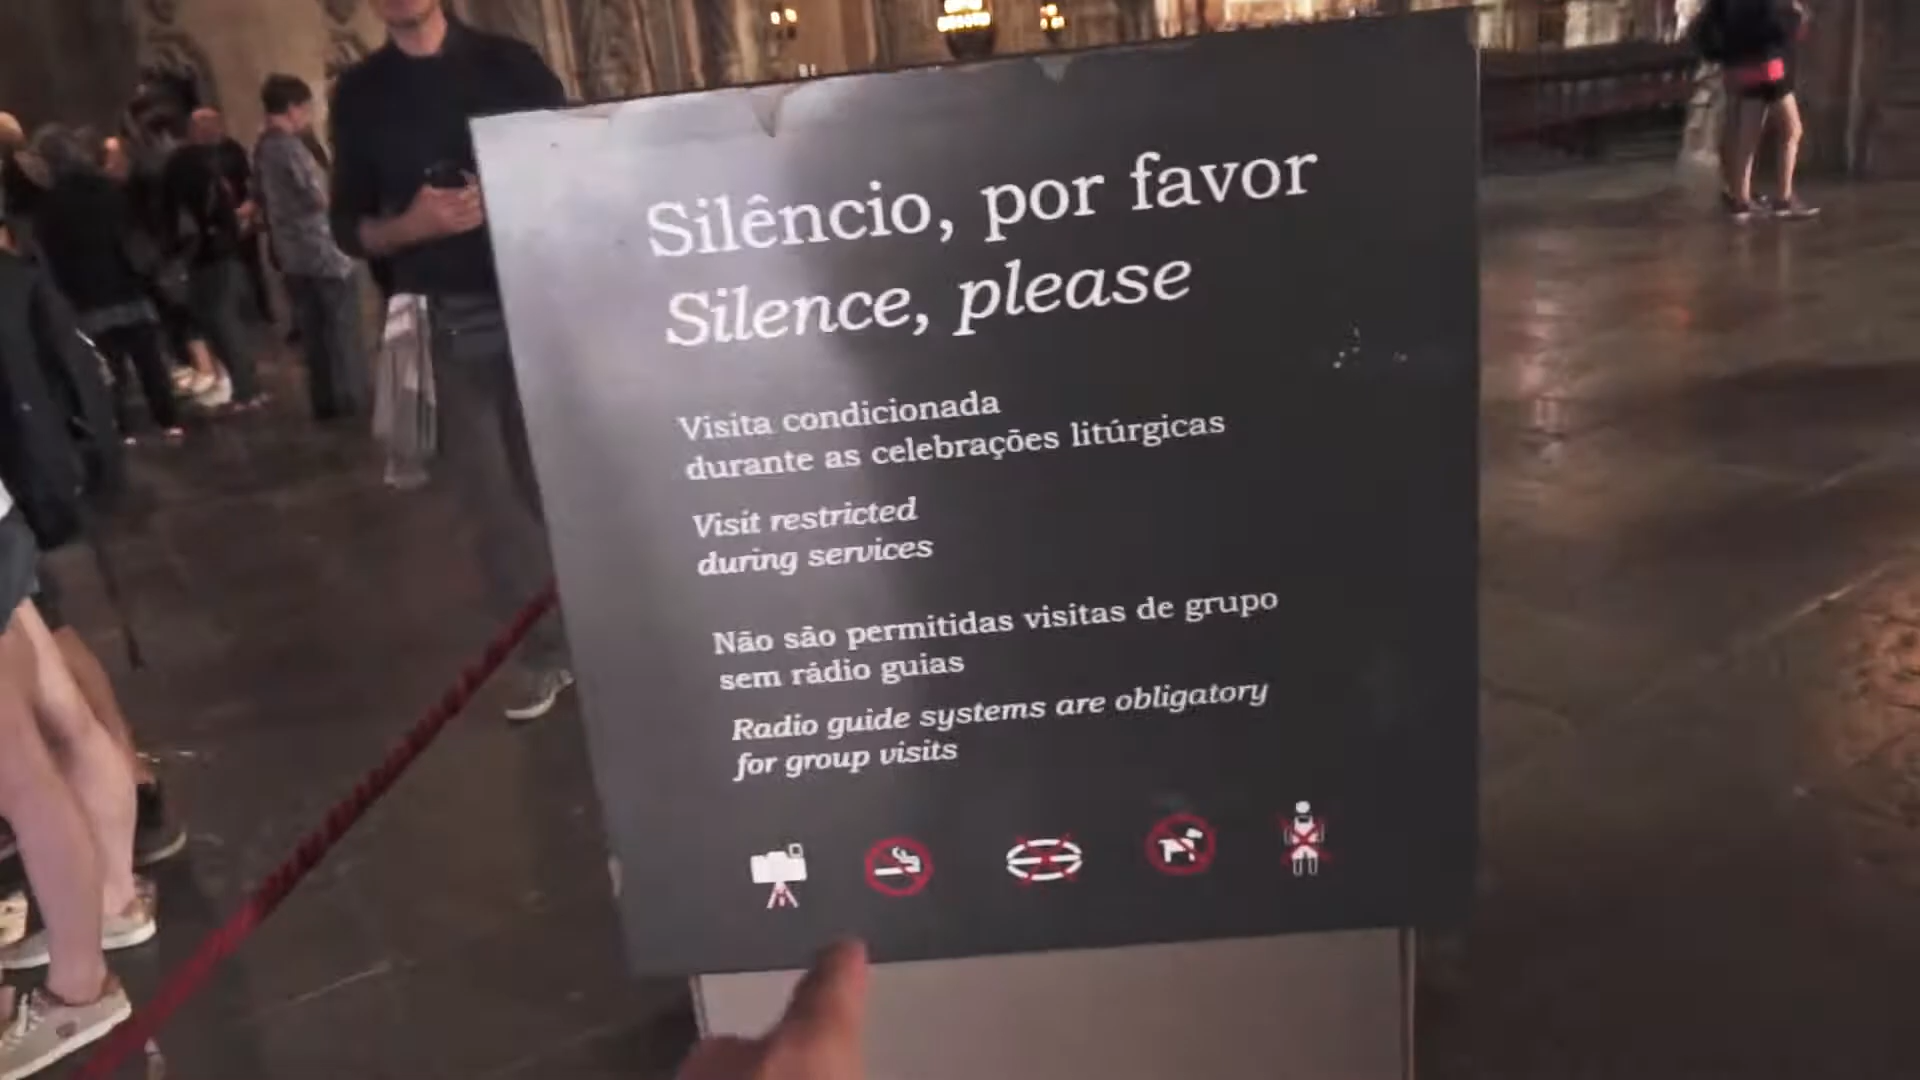 Silêncio, por favor
Silence, please
Visita condicionada
durante as celebrações litúrgicas
Visit restricted
during services
Não são permitidas visitas de grupo
sem rádio guias
Radio guide systems are obligatory
for group visits